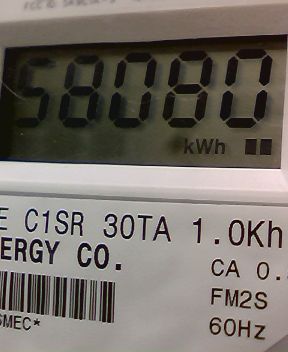 58080
kWh
E C1SR 30TA 1.0Kh
ERGY CO.
CA 0.
FM2S
SMEC*
60Hz